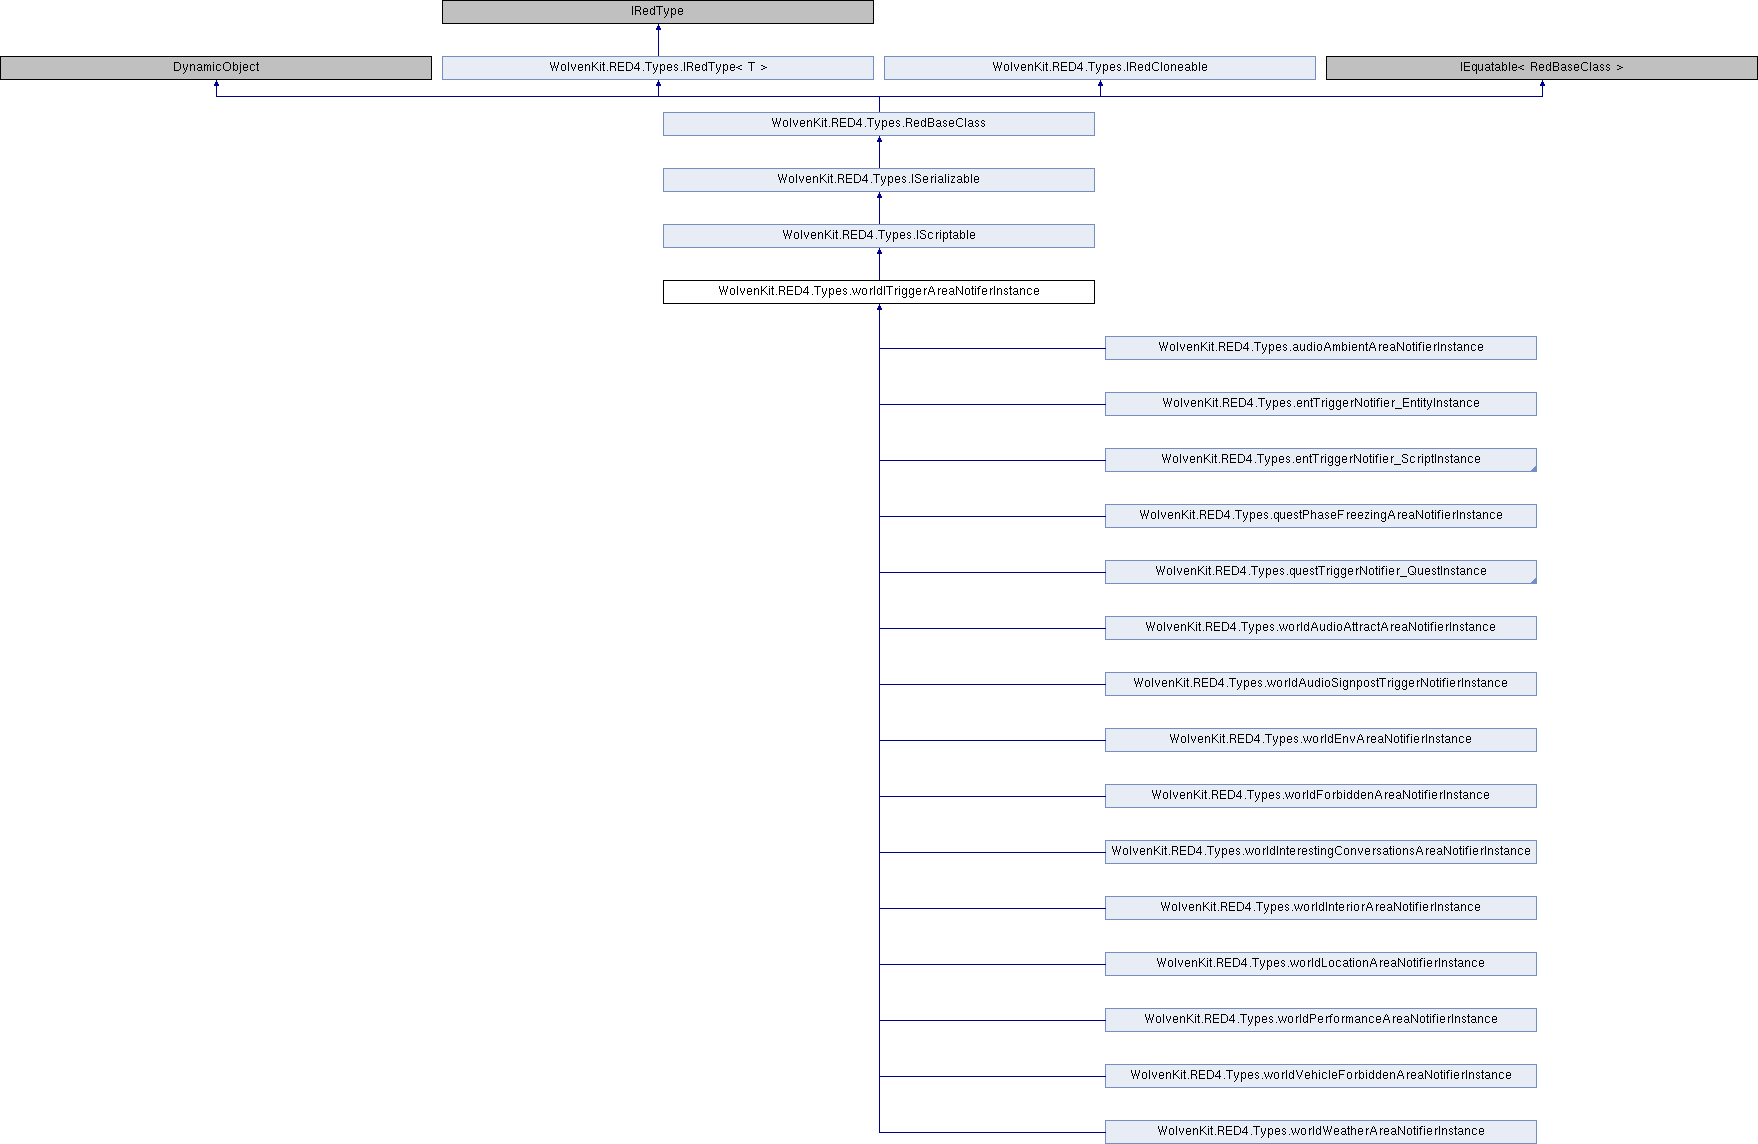 IRedType
DynamicObject
WolvenKit.RED4.Types.IRedType< T >
WolvenKit.RED4.Types.IRedCloneable
IEquatable< RedBaseClass >
WolvenKit.RED4.Types.RedBaseClass
WolvenKit.RED4.Types.ISerializable
WolvenKit.RED4.Types.IScriptable
WolvenKit.RED4.Types.worldITriggerAreaNotiferInstance
WolvenKit.RED4.Types.audioAmbientAreaNotifierInstance
WolvenKit.RED4.Types.entTriggerNotifier_EntityInstance
WolvenKit.RED4.Types.entTriggerNotifier_ScriptInstance
WolvenKit.RED4.Types.questPhaseFreezingAreaNotifierInstance
WolvenKit.RED4.Types.questTriggerNotifier_QuestInstance
WolvenKit.RED4.Types.worldAudioAttractAreaNotifierInstance
WolvenKit.RED4.Types.worldAudioSignpostTriggerNotifierInstance
WolvenKit.RED4.Types.worldEnvAreaNotifierInstance
WolvenKit.RED4.Types.worldForbiddenAreaNotifierInstance
WolvenKit.RED4.Types.worldInterestingConversationsAreaNotifierInstance
WolvenKit.RED4.Types.worldInteriorAreaNotifierInstance
WolvenKit.RED4.Types.worldLocationAreaNotifierInstance
WolvenKit.RED4.Types.worldPerformanceAreaNotifierInstance
WolvenKit.RED4.Types.worldVehicleForbiddenAreaNotifierInstance
WolvenKit.RED4.Types.worldWeatherAreaNotifierInstance